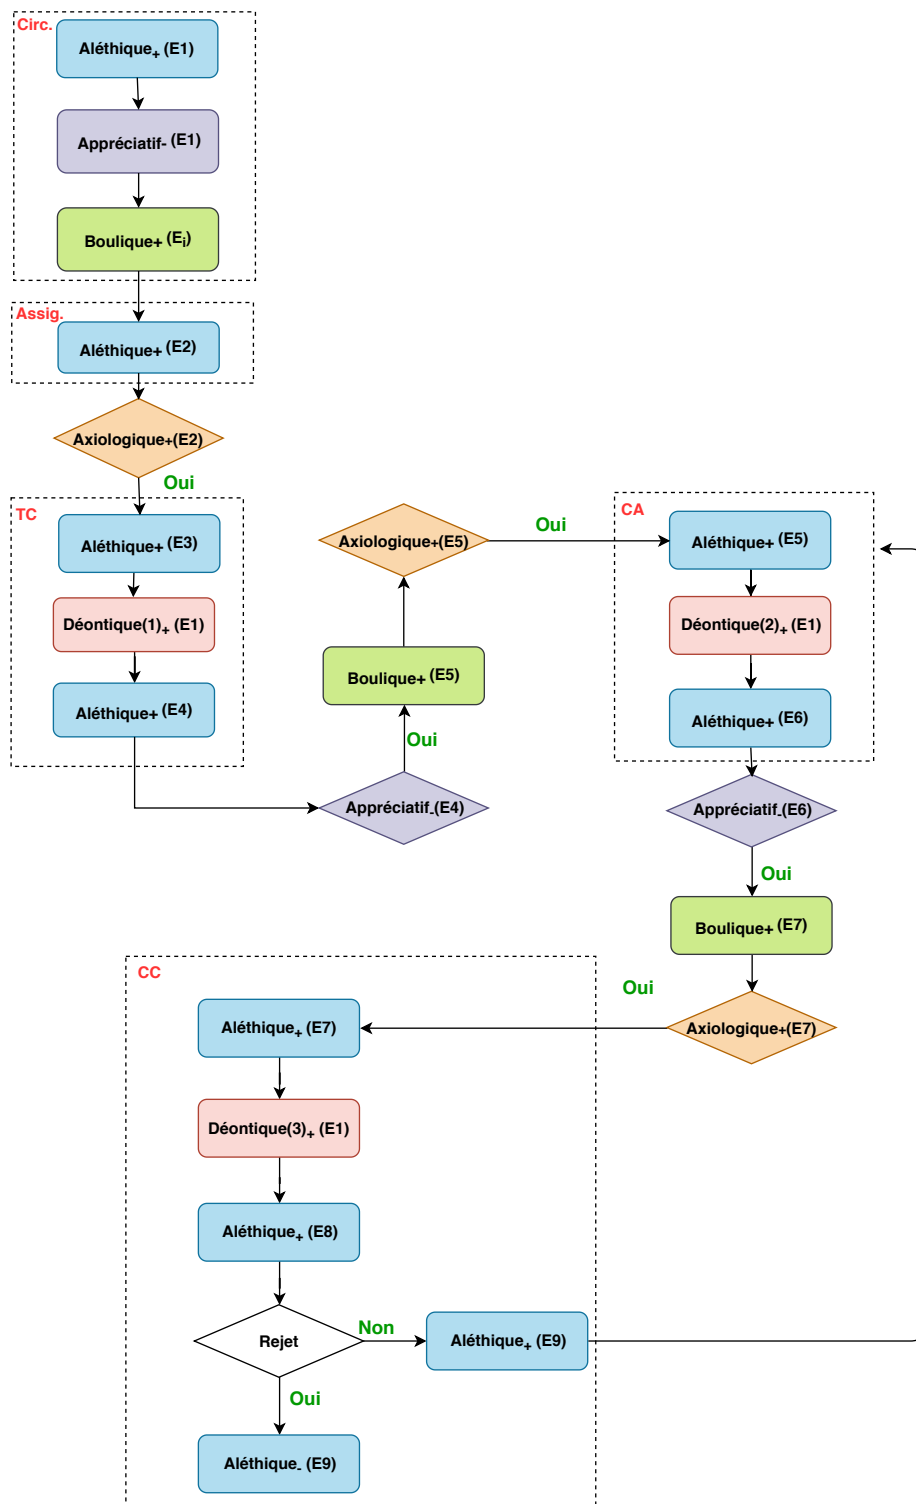 Circ.
Aléthique+ (E1)
Appréciatif- (E1)
Boulique+ (Ei)
Assig.
Aléthique+ (E2)
Axiologique+(E2)
Oui
TC
Aléthique+ (E3)
Déontique(1)+ (E1)
Aléthique+ (E4)
Appréciatif-(E4)
Oui
Boulique+ (E5)
Axiologique+(E5)
Oui
CA
Aléthique+ (E5)
Déontique(2)+ (E1)
Aléthique+ (E6)
Appréciatif-(E6)
Oui
Boulique+ (E7)
Axiologique+(E7)
Oui
CC
Aléthique+ (E7)
Déontique(3)+ (E1)
Aléthique+ (E8)
Rejet
Non
Aléthique+ (E9)
Oui
Aléthique- (E9)